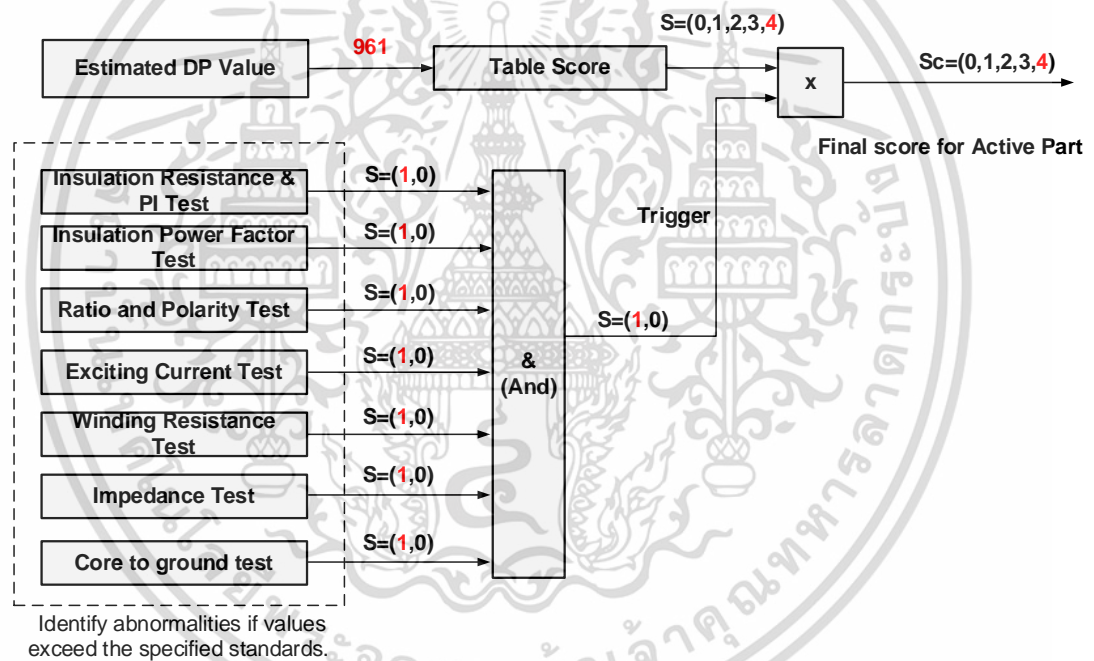 S=(0,1,2,3,4)
Estimated DP Value
961
Table Score
x
Sc=(0,1,2,3,4)
Final score for Active Part
Insulation Resistance &
PI Test
S=(1,0)
Insulation Power Factor
Test
S=(1,0)
Ratio and Polarity Test
S=(1,0)
Exciting Current Test
S=(1,0)
Winding Resistance
Test
S=(1,0)
Impedance Test
S=(1,0)
Core to ground test
S=(1,0)
&
(And)
Trigger
S=(1,0)
Identify abnormalities if values
exceed the specified standards.